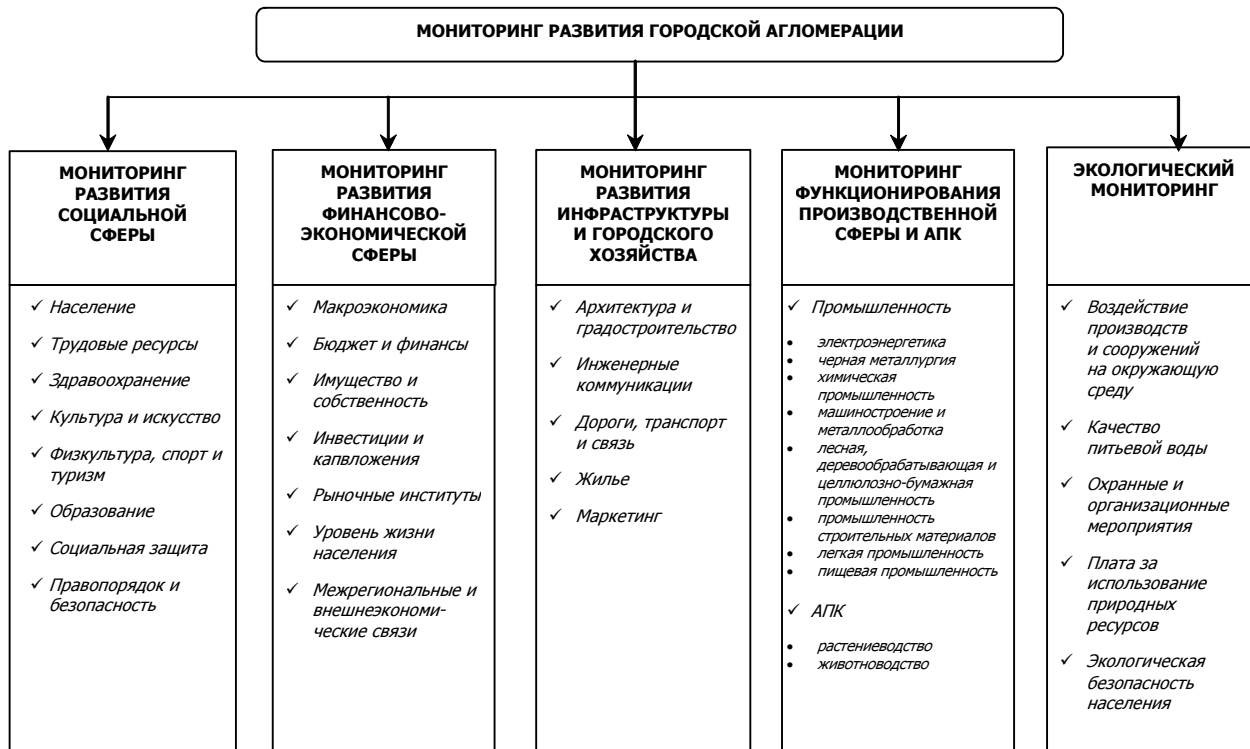 МОНИТОРИНГ РАЗВИТИЯ ГОРОДСКОЙ АГЛОМЕРАЦИИ
МОНИТОРИНГ
РАЗВИТИЯ
СОЦИАЛЬНОЙ
СФЕРЫ
✓ Население
✓ Трудовые ресурсы
✓ Здравоохранение
✓ Культура и искусство
✓ Физкультура, спорт и
туризм
✓ Образование
✓ Социальная защита
✓ Правопорядок и
безопасность
МОНИТОРИНГ
РАЗВИТИЯ
ФИНАНСОВО-
ЭКОНОМИЧЕСКОЙ
СФЕРЫ
✓ Макроэкономика
✓ Бюджет и финансы
✓ Имущество и
собственность
✓ Инвестиции и
капвложения
✓ Рыночные институты
✓ Уровень жизни
населения
✓ Межрегиональные и
внешнеэкономи-
ческие связи
МОНИТОРИНГ
РАЗВИТИЯ
ИНФРАСТРУКТУРЫ
И ГОРОДСКОГО
ХОЗЯЙСТВА
✓ Архитектура и
градостроительство
✓ Инженерные
коммуникации
✓ Дороги, транспорт
и связь
✓ Жилье
✓ Маркетинг
МОНИТОРИНГ
ФУНКЦИОНИРОВАНИЯ
ПРОИЗВОДСТВЕННОЙ
СФЕРЫ И АПК
✓ Промышленность
• электроэнергетика
• черная металлургия
• химическая
промышленность
• машиностроение и
металлообработка
• лесная,
деревообрабатывающая и
целлюлозно-бумажная
промышленность
• промышленность
строительных материалов
• легкая промышленность
• пищевая промышленность
✓ АПК
• растениеводство
• животноводство
ЭКОЛОГИЧЕСКИЙ
МОНИТОРИНГ
✓ Воздействие
производств
и сооружений
на окружающую
среду
✓ Качество
питьевой воды
✓ Охранные и
организационные
мероприятия
✓ Плата за
использование
природных
ресурсов
✓ Экологическая
безопасность
населения